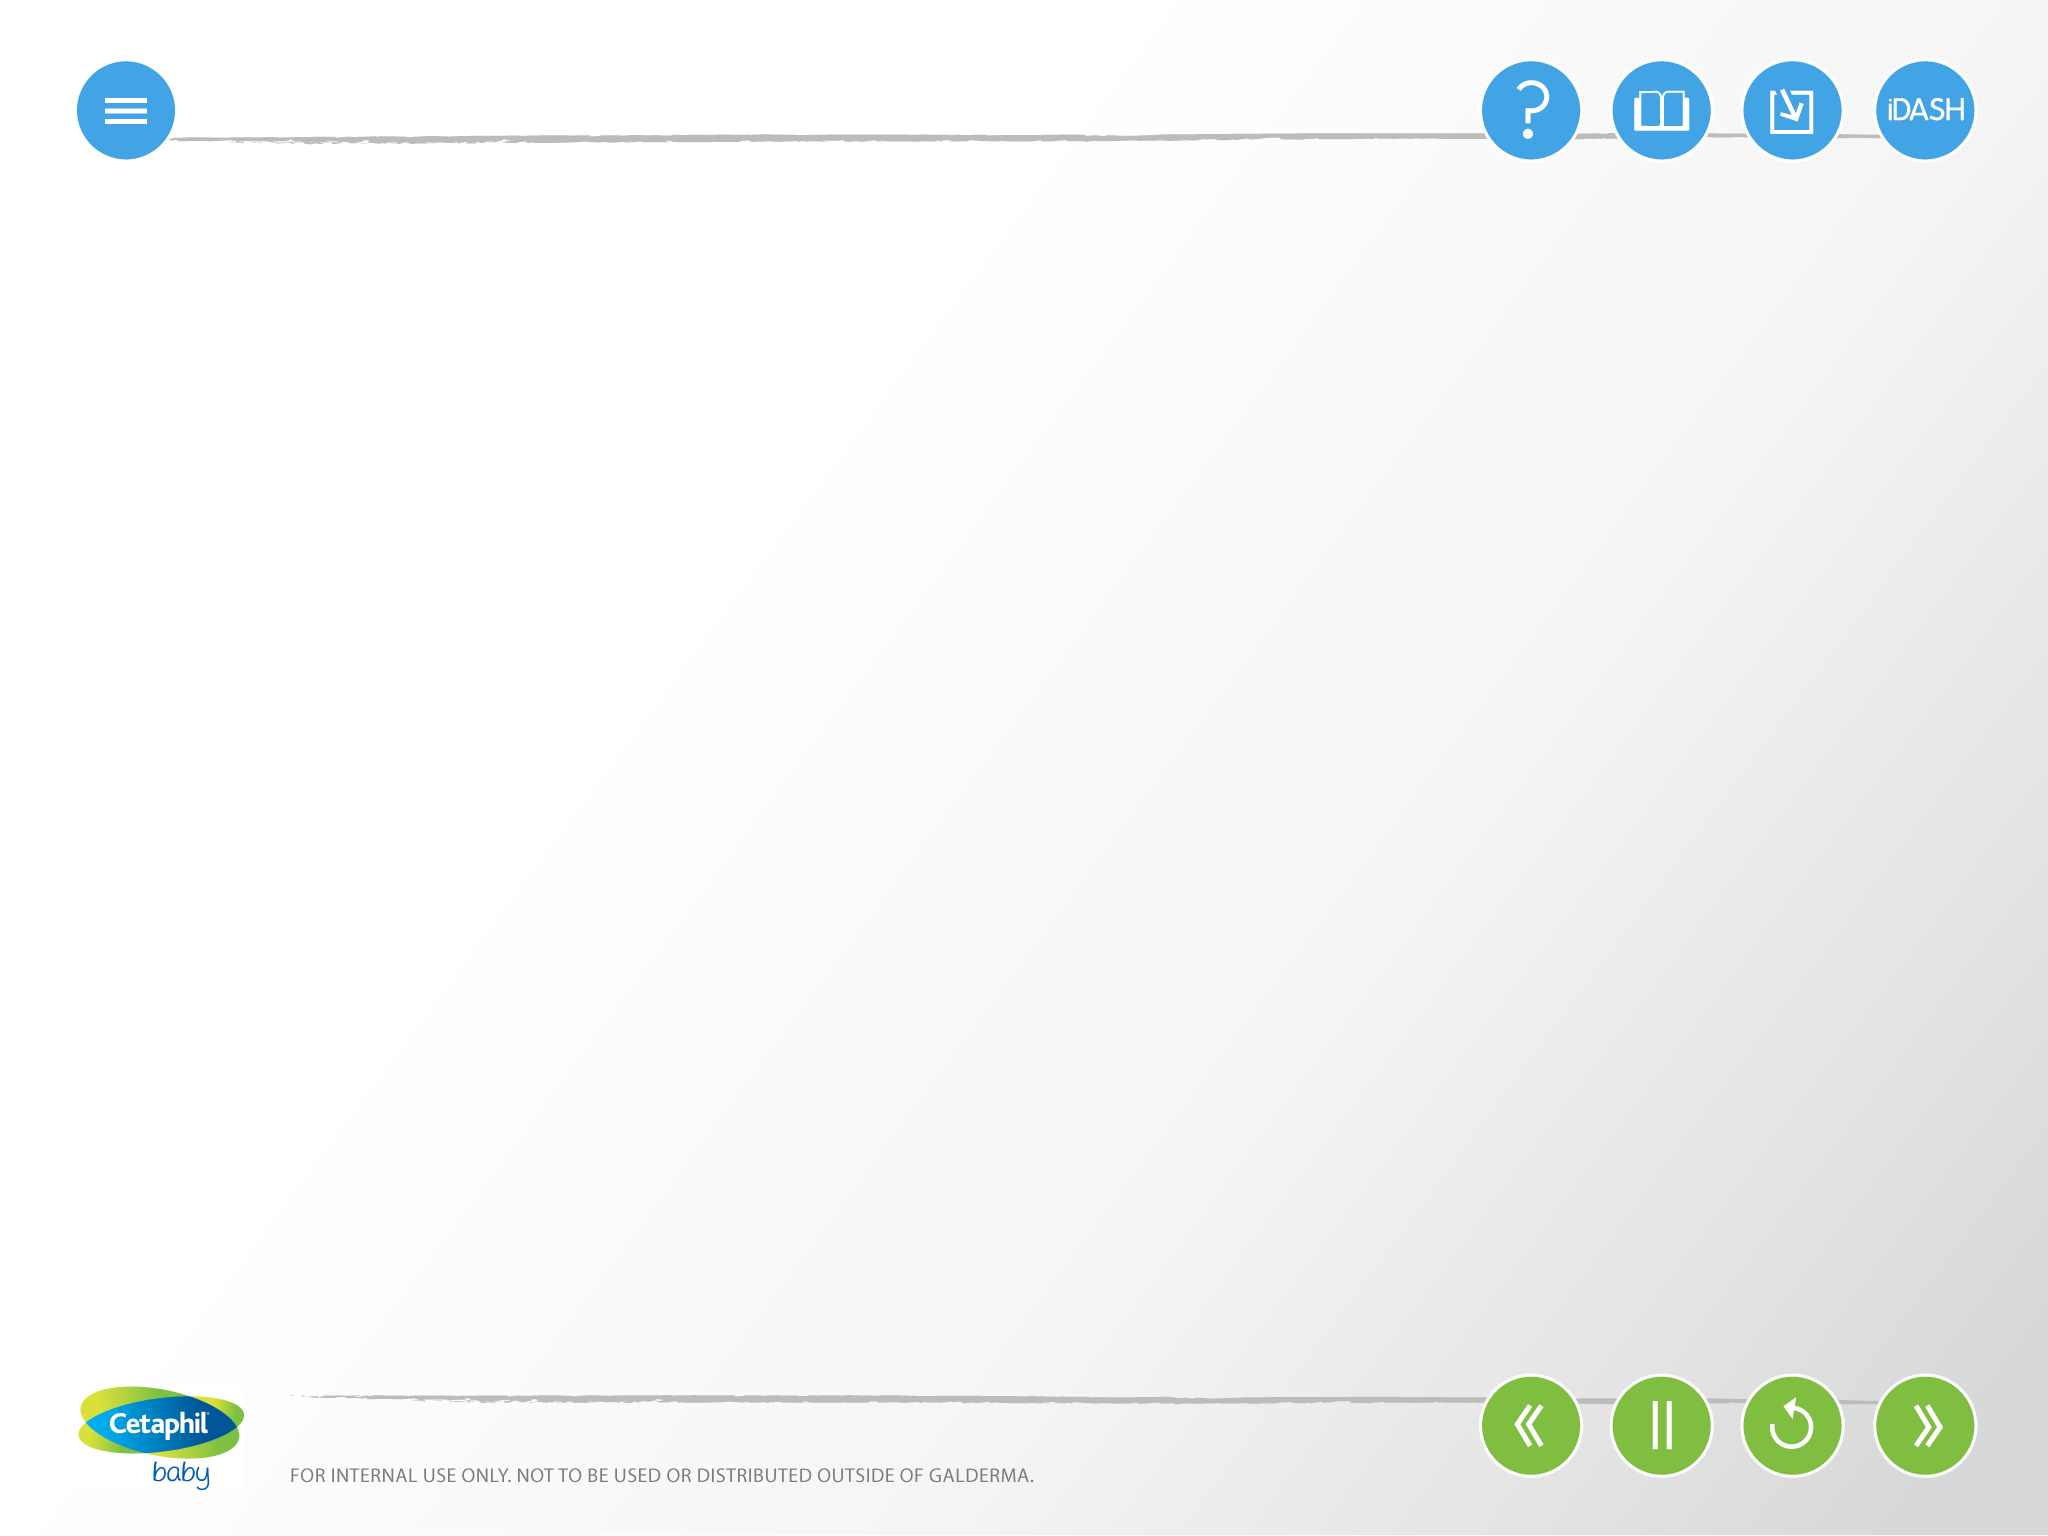 iDASH
Cetaphil®
baby
FOR INTERNAL USE ONLY. NOT TO BE USED OR DISTRIBUTED OUTSIDE OF GALDERMA.